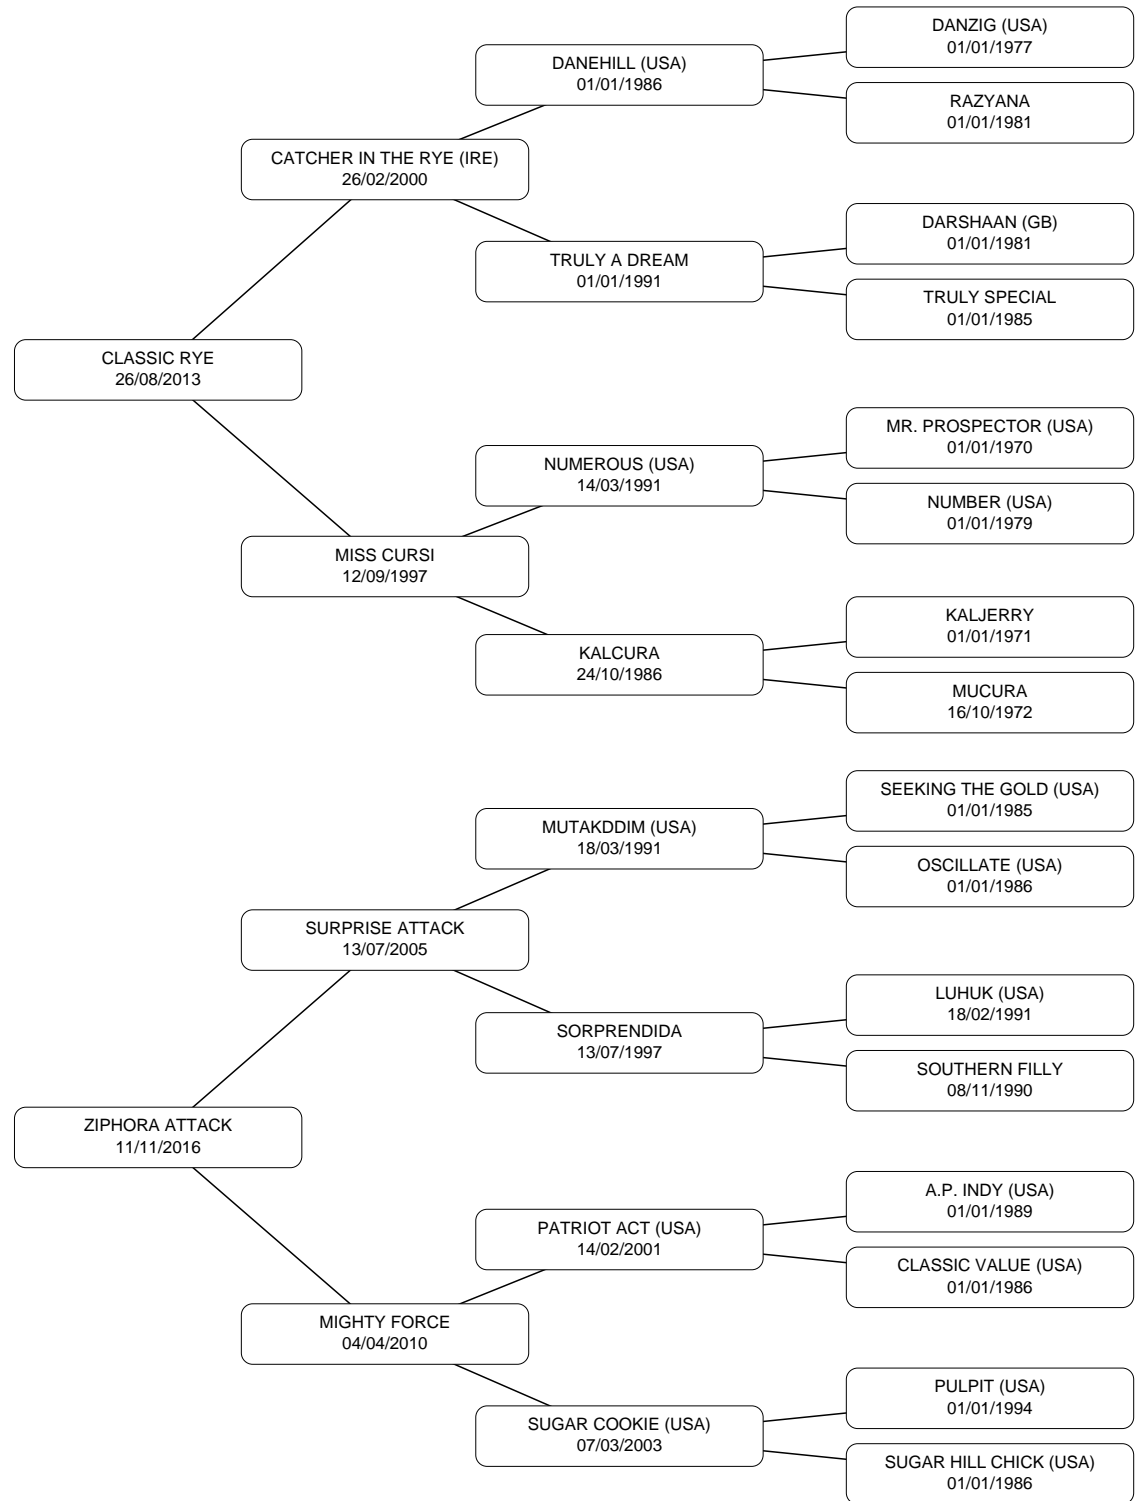 DANZIG (USA)
01/01/1977
DANEHILL (USA)
01/01/1986
RAZYANA
01/01/1981
CATCHER IN THE RYE (IRE)
26/02/2000
DARSHAAN (GB)
01/01/1981
TRULY A DREAM
01/01/1991
TRULY SPECIAL
01/01/1985
CLASSIC RYE
26/08/2013
MR. PROSPECTOR (USA)
01/01/1970
NUMEROUS (USA)
14/03/1991
NUMBER (USA)
01/01/1979
MISS CURSI
12/09/1997
KALJERRY
01/01/1971
KALCURA
24/10/1986
MUCURA
16/10/1972
SEEKING THE GOLD (USA)
01/01/1985
MUTAKDDIM (USA)
18/03/1991
OSCILLATE (USA)
01/01/1986
SURPRISE ATTACK
13/07/2005
LUHUK (USA)
18/02/1991
SORPRENDIDA
13/07/1997
SOUTHERN FILLY
08/11/1990
ZIPHORA ATTACK
11/11/2016
A.P. INDY (USA)
01/01/1989
PATRIOT ACT (USA)
14/02/2001
CLASSIC VALUE (USA)
01/01/1986
MIGHTY FORCE
04/04/2010
PULPIT (USA)
01/01/1994
SUGAR COOKIE (USA)
07/03/2003
SUGAR HILL CHICK (USA)
01/01/1986